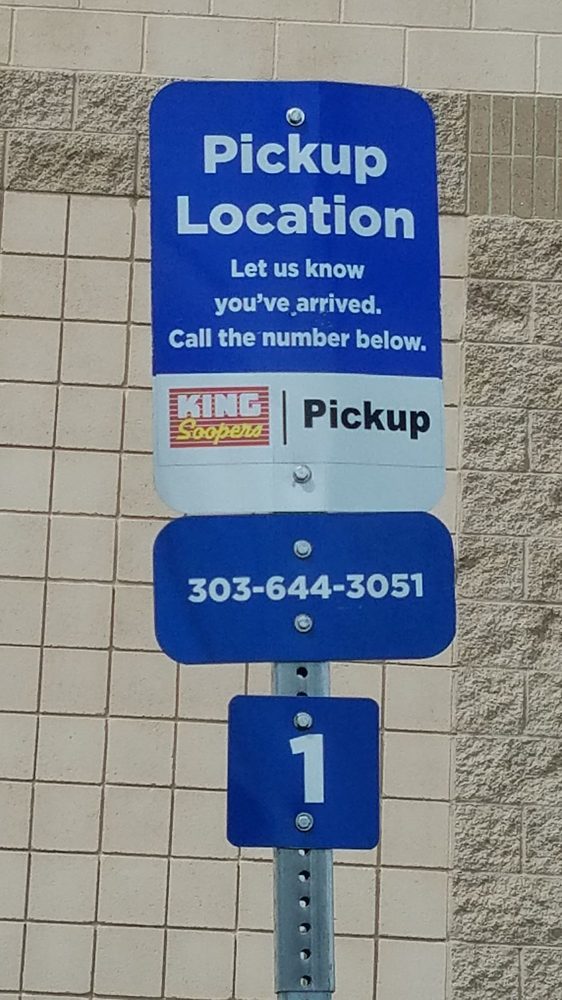 Pickup
Location
Let us know
you've arrived.
Call the number below.
KING
Soopers
Pickup
303-644-3051
1